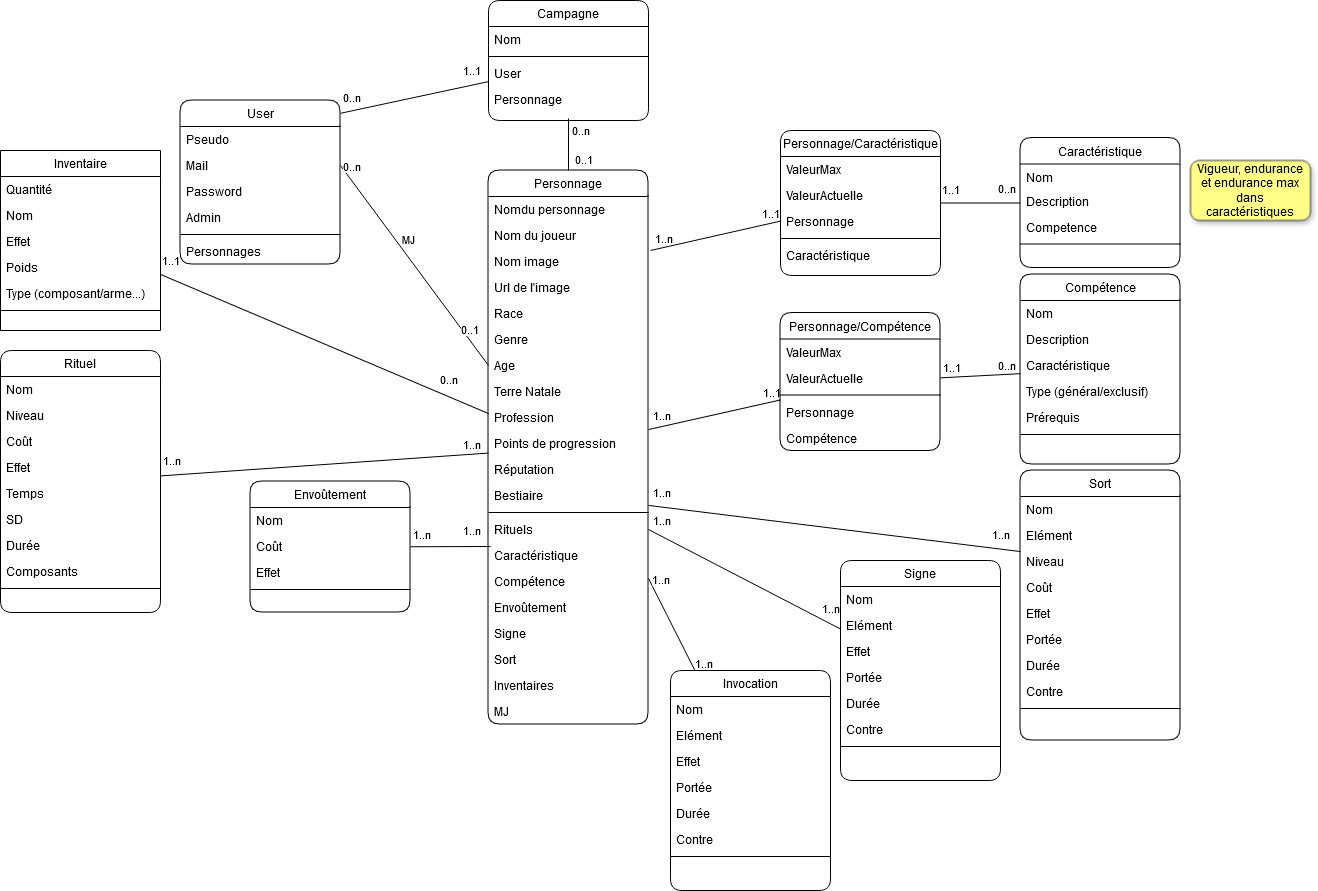 Campagne
Nom
User
Personnage
1..1
0..n
0..n
0..1
User
Pseudo
Mail
Password
Admin
Personnages
0..n
MJ
0..1
Inventaire
Quantité
Nom
Effet
Poids
Type (composant/arme...)
1..1
0..n
Rituel
Nom
Niveau
Coût
Effet
Temps
SD
Durée
Composants
1..n
1..n
Envoûtement
Nom
Coût
Effet
1..n
1..n
Personnage
Nomdu personnage
Nom du joueur
Nom image
Url de l'image
Race
Genre
Age
Terre Natale
Profession
Points de progression
Réputation
Bestiaire
Rituels
Caractéristique
Compétence
Envoûtement
Signe
Sort
Inventaires
MJ
1..n
1..1
Personnage/Caractéristique
ValeurMax
ValeurActuelle
Personnage
Caractéristique
1..1
0..n
Caractéristique
Nom
Description
Competence
Vigueur, endurance
et endurance max
dans
caractéristiques
1..n
1..1
Personnage/Compétence
ValeurMax
ValeurActuelle
Personnage
Compétence
1..1
0..n
Compétence
Nom
Description
Caractéristique
Type (général/exclusif)
Prérequis
1..n
1..n
Sort
Nom
Elément
Niveau
Coût
Effet
Portée
Durée
Contre
1..n
1..n
Signe
Nom
Elément
Effet
Portée
Durée
Contre
1..n
1..n
Invocation
Nom
Elément
Effet
Portée
Durée
Contre